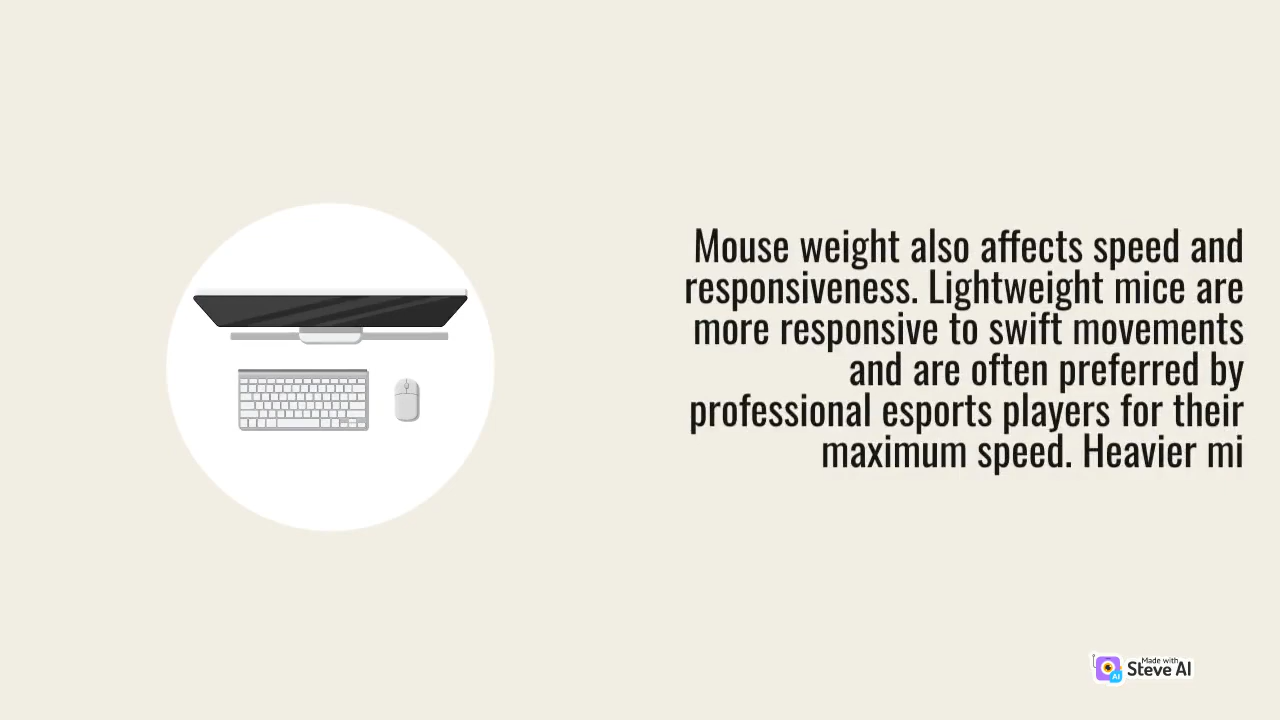 Mouse weight also affects speed and
responsiveness. Lightweight mice are
more responsive to swift movements
and are often preferred by
professional esports players for their
maximum speed. Heavier mi
Made with
Steve AI
AI